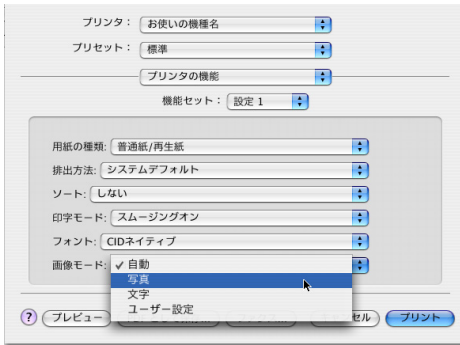 プリンタ： お使いの機種名
プリセット： 標準
プリンタの機能
機能セット： 設定 1
用紙の種類: 普通紙/再生紙
排出方法: システムデフォルト
ソート: しない
印字モード: スムージングオン
フォント: CIDネイティブ
画像モード: ✓ 自動
写真
文字
ユーザー設定
? プレビュー セル プリント